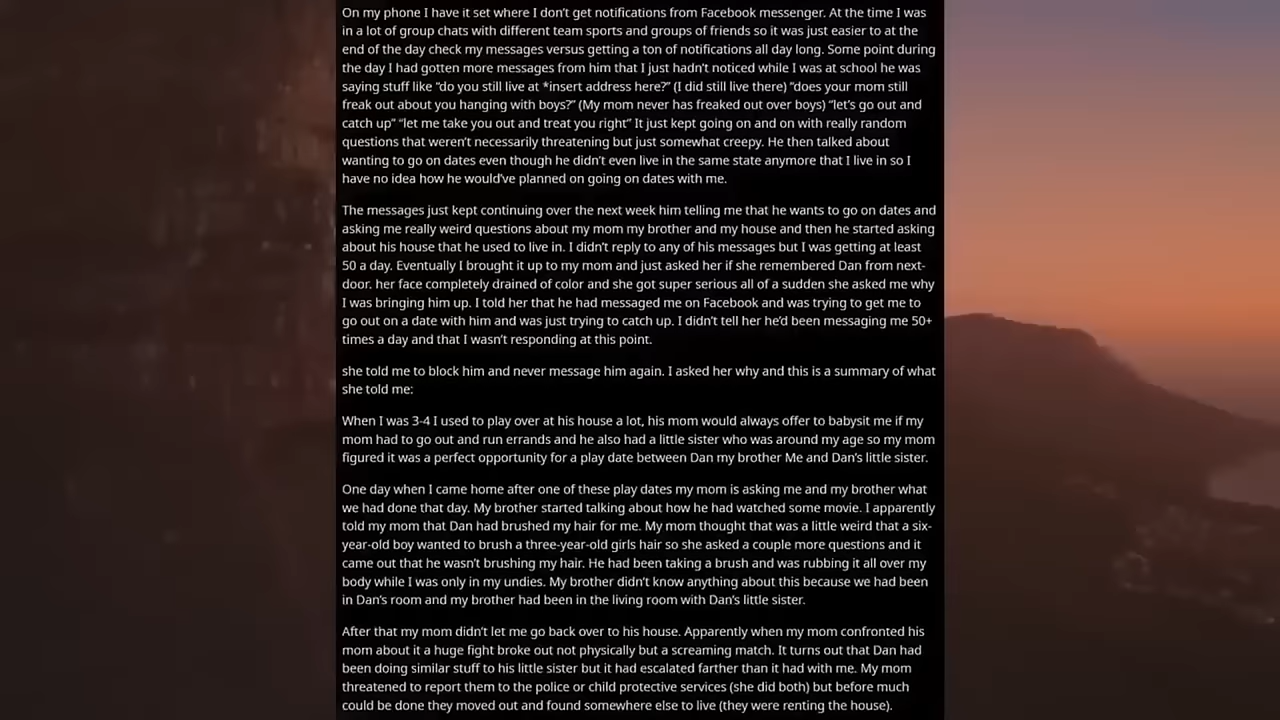 On my phone I have it set where I don't get notifications from Facebook messenger. At the time I was
in a lot of group chats with different team sports and groups of friends so it was just easier to at the
end of the day check my messages versus getting a ton of notifications all day long. Some point during
the day I had gotten more messages from him that I just hadn't noticed while I was at school he was
saying stuff like “do you still live at *insert address here?” (I did still live there) “does your mom still
freak out about you hanging with boys?” (My mom never has freaked out over boys) “let's go out and
catch up” “let me take you out and treat you right” It just kept going on and on with really random
questions that weren't necessarily threatening but just somewhat creepy. He then talked about
wanting to go on dates even though he didn't even live in the same state anymore that I live in so I
have no idea how he would've planned on going on dates with me.
The messages just kept continuing over the next week him telling me that he wants to go on dates and
asking me really weird questions about my mom my brother and my house and then he started asking
about his house that he used to live in. I didn't reply to any of his messages but I was getting at least
50 a day. Eventually I brought it up to my mom and just asked her if she remembered Dan from next-
door. her face completely drained of color and she got super serious all of a sudden she asked me why
I was bringing him up. I told her that he had messaged me on Facebook and was trying to get me to
go out on a date with him and was just trying to catch up. I didn't tell her he'd been messaging me 50+
times a day and that I wasn't responding at this point.
she told me to block him and never message him again. I asked her why and this is a summary of what
she told me:
When I was 3-4 I used to play over at his house a lot, his mom would always offer to babysit me if my
mom had to go out and run errands and he also had a little sister who was around my age so my mom
figured it was a perfect opportunity for a play date between Dan my brother Me and Dan's little sister.
One day when I came home after one of these play dates my mom is asking me and my brother what
we had done that day. My brother started talking about how he had watched some movie. I apparently
told my mom that Dan had brushed my hair for me. My mom thought that was a little weird that a six-
year-old boy wanted to brush a three-year-old girls hair so she asked a couple more questions and it
came out that he wasn't brushing my hair. He had been taking a brush and was rubbing it all over my
body while I was only in my undies. My brother didn't know anything about this because we had been
in Dan's room and my brother had been in the living room with Dan's little sister.
After that my mom didn't let me go back over to his house. Apparently when my mom confronted his
mom about it a huge fight broke out not physically but a screaming match. It turns out that Dan had
been doing similar stuff to his little sister but it had escalated farther than it had with me. My mom
threatened to report them to the police or child protective services (she did both) but before much
could be done they moved out and found somewhere else to live (they were renting the house).